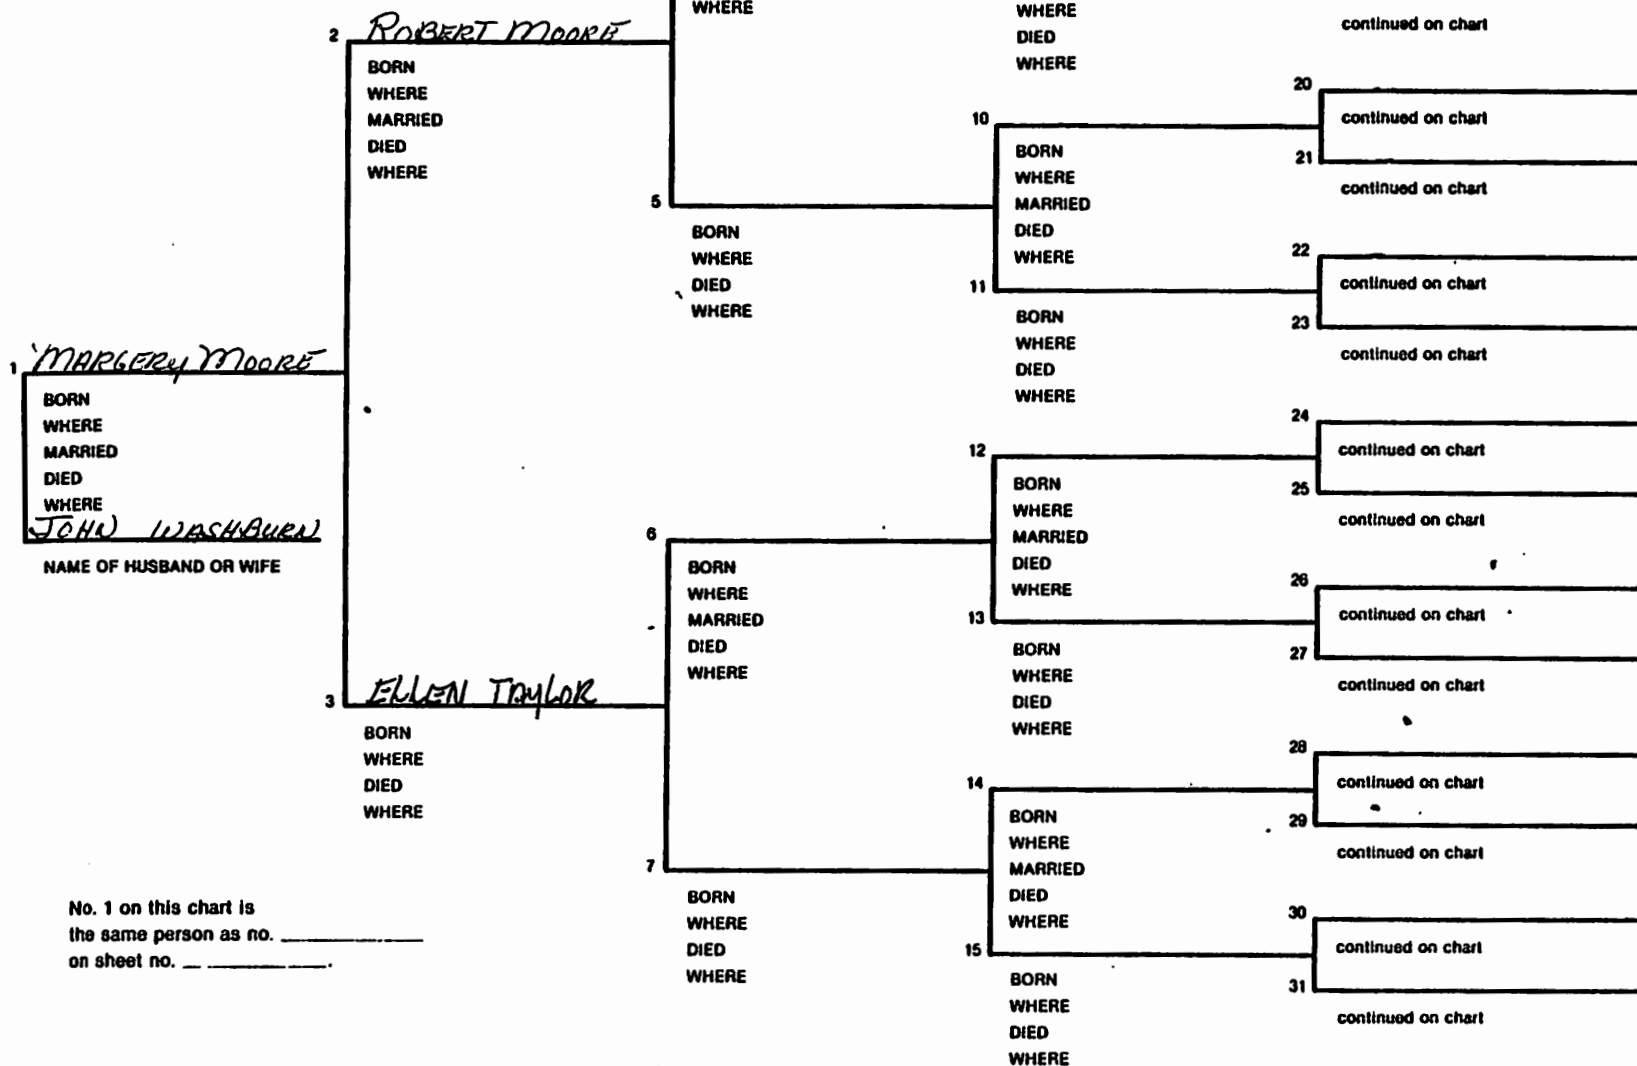 1 MARGERY MOORE
BORN
WHERE
MARRIED
DIED
WHERE
JOHN WASHBURN
NAME OF HUSBAND OR WIFE
No. 1 on this chart is
the same person as no.
on sheet no.
2 ROBERT MOORE
BORN
WHERE
MARRIED
DIED
WHERE
3 ELLEN TAYLOR
BORN
WHERE
DIED
WHERE
WHERE
5
BORN
WHERE
DIED
WHERE
6
BORN
WHERE
MARRIED
DIED
WHERE
7
BORN
WHERE
DIED
WHERE
WHERE
DIED
WHERE
10
BORN
WHERE
MARRIED
DIED
WHERE
11
BORN
WHERE
DIED
WHERE
12
BORN
WHERE
MARRIED
DIED
WHERE
13
BORN
WHERE
DIED
WHERE
14
BORN
WHERE
MARRIED
DIED
WHERE
15
BORN
WHERE
DIED
WHERE
continued on chart
20
continued on chart
21
continued on chart
22
continued on chart
23
continued on chart
24
continued on chart
25
continued on chart
26
continued on chart
27
continued on chart
28
continued on chart
29
continued on chart
30
continued on chart
31
continued on chart